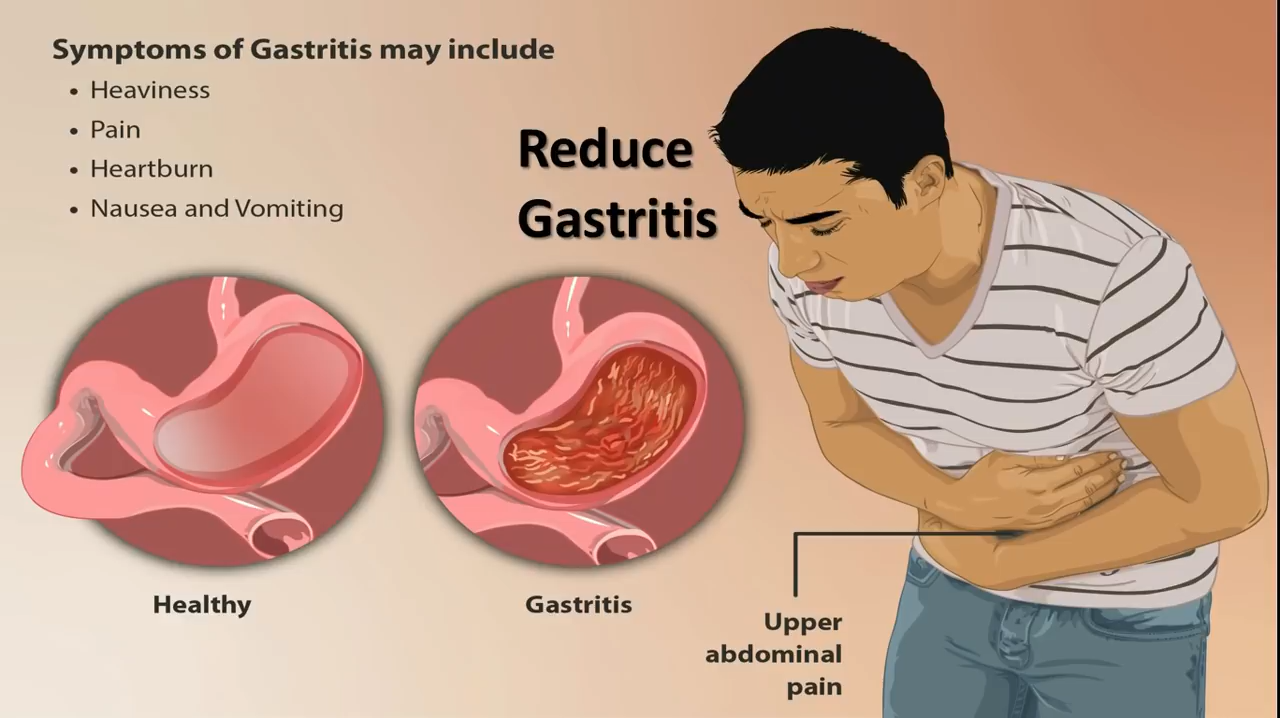 Symptoms of Gastritis may include
• Heaviness
• Pain
• Heartburn
• Nausea and Vomiting
Reduce
Gastritis
Healthy
Gastritis
Upper
abdominal
pain